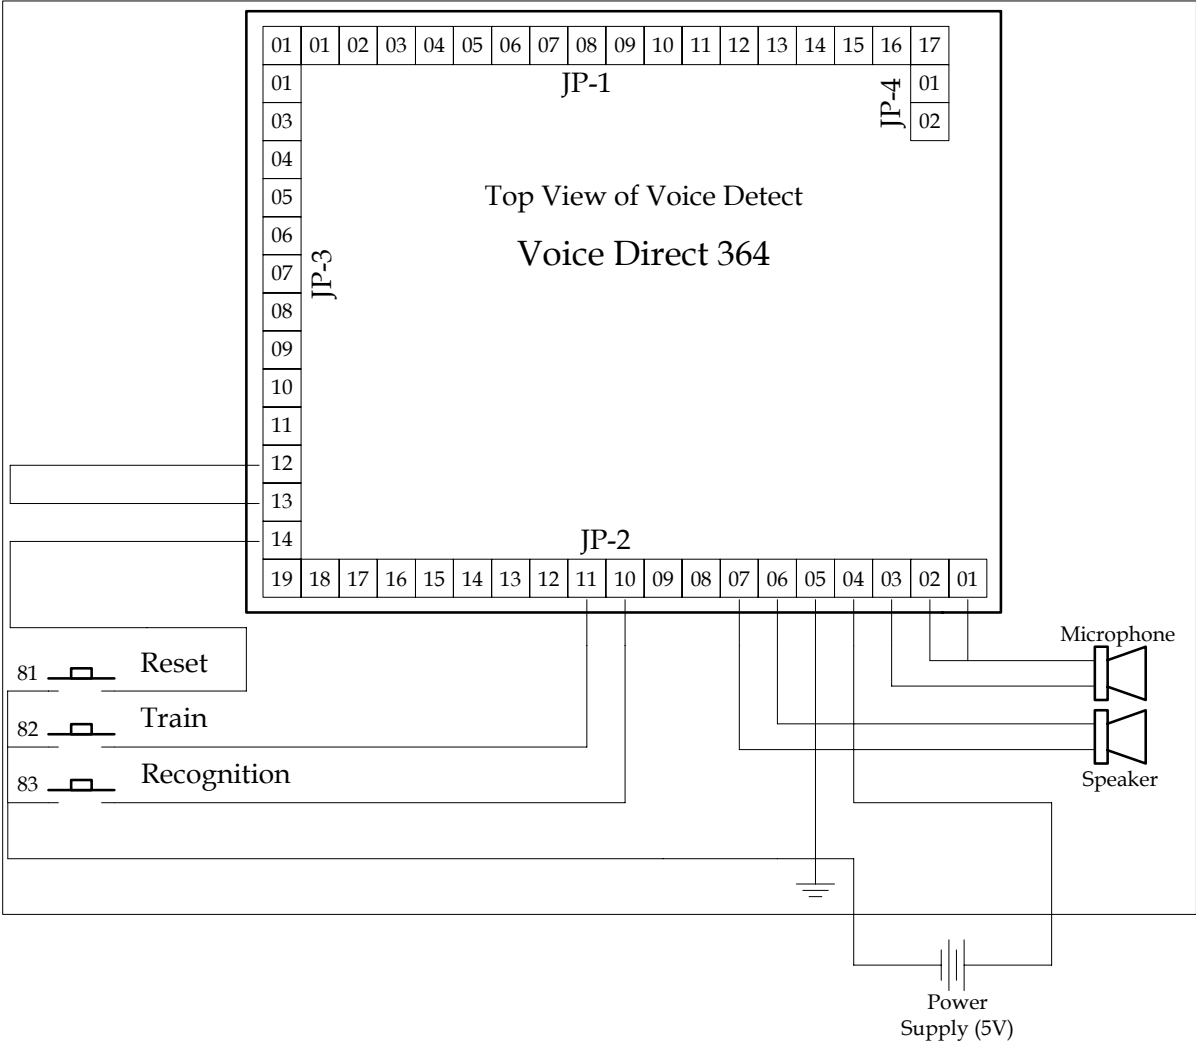 01 01 02 03 04 05 06 07 08 09 10 11 12 13 14 15 16 17
01 JP-1 JP-4 01
03 02
04
05 Top View of Voice Detect
06 Voice Direct 364
07 JP-3
08
09
10
11
12
13
14 JP-2
19 18 17 16 15 14 13 12 11 10 09 08 07 06 05 04 03 02 01
Microphone
81 Reset
82 Train
83 Recognition
Speaker
Power
Supply (5V)